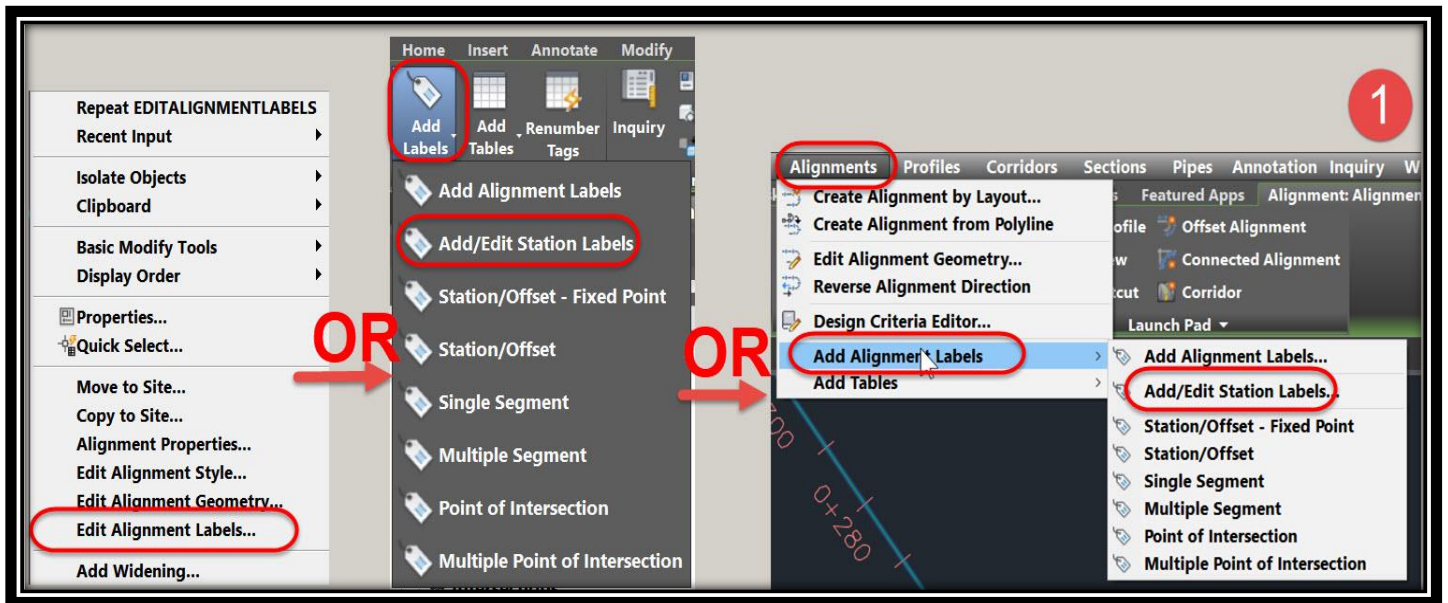 Repeat EDITALIGNMENTLABELS
Recent Input
Isolate Objects
Clipboard
Basic Modify Tools
Display Order
Properties...
Quick Select...
Move to Site...
Copy to Site...
Alignment Properties...
Edit Alignment Style...
Edit Alignment Geometry...
Edit Alignment Labels...
Add Widening...
OR
Home Insert Annotate Modify
Add Labels
Add Tables
Renumber Tags
Inquiry
Add Alignment Labels
Add/Edit Station Labels
Station/Offset - Fixed Point
Station/Offset
Single Segment
Multiple Segment
Point of Intersection
Multiple Point of Intersection
OR
1
Alignments Profiles Corridors Sections Pipes Annotation Inquiry W
Featured Apps Alignment: Alignmen
Create Alignment by Layout...
Create Alignment from Polyline
Edit Alignment Geometry...
Reverse Alignment Direction
Design Criteria Editor...
Add Alignment Labels
Add Tables
ofile Offset Alignment
ew Connected Alignment
cut Corridor
Launch Pad
Add Alignment Labels...
Add/Edit Station Labels...
Station/Offset - Fixed Point
Station/Offset
Single Segment
Multiple Segment
Point of Intersection
Multiple Point of Intersection
0+280